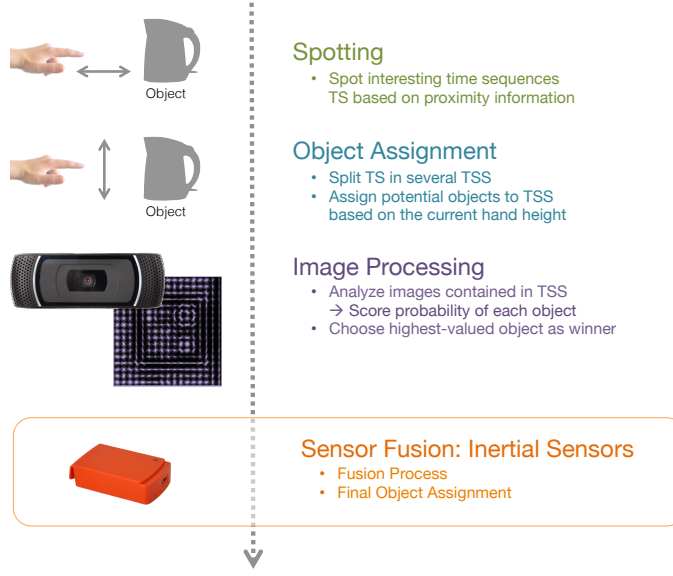 Object
Spotting
• Spot interesting time sequences
TS based on proximity information
Object
Object Assignment
• Split TS in several TSS
• Assign potential objects to TSS
based on the current hand height
Image Processing
• Analyze images contained in TSS
→ Score probability of each object
• Choose highest-valued object as winner
Sensor Fusion: Inertial Sensors
• Fusion Process
• Final Object Assignment